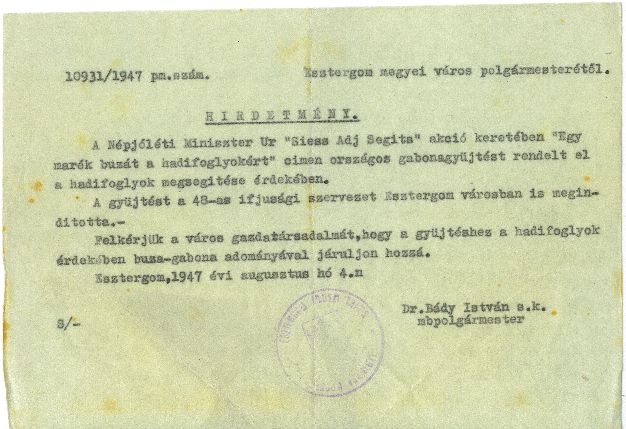 10931/1947 pm.szám. Esztergom megyei város polgármesterétől.
HIRDETMÉNY.
A Népjóléti Miniszter Ur "Siess Adj Segits" akció keretében "Egy
marék buzát a hadifoglyokért" cimen országos gabonagyüjtést rendelt el
a hadifoglyok megsegitése érdekében.
A gyüjtést a 48-as ifjusági szervezet Esztergom városban is megin-
ditotta.-
Felkérjük a város gazdatársadalmát,hogy a gyüjtéshez a hadifoglyok
érdekében buza-gabona adományával járuljon hozzá.
Esztergom,1947 évi augusztus hó 4.n
Dr.Bády István s.k.
S/- mbpolgármester